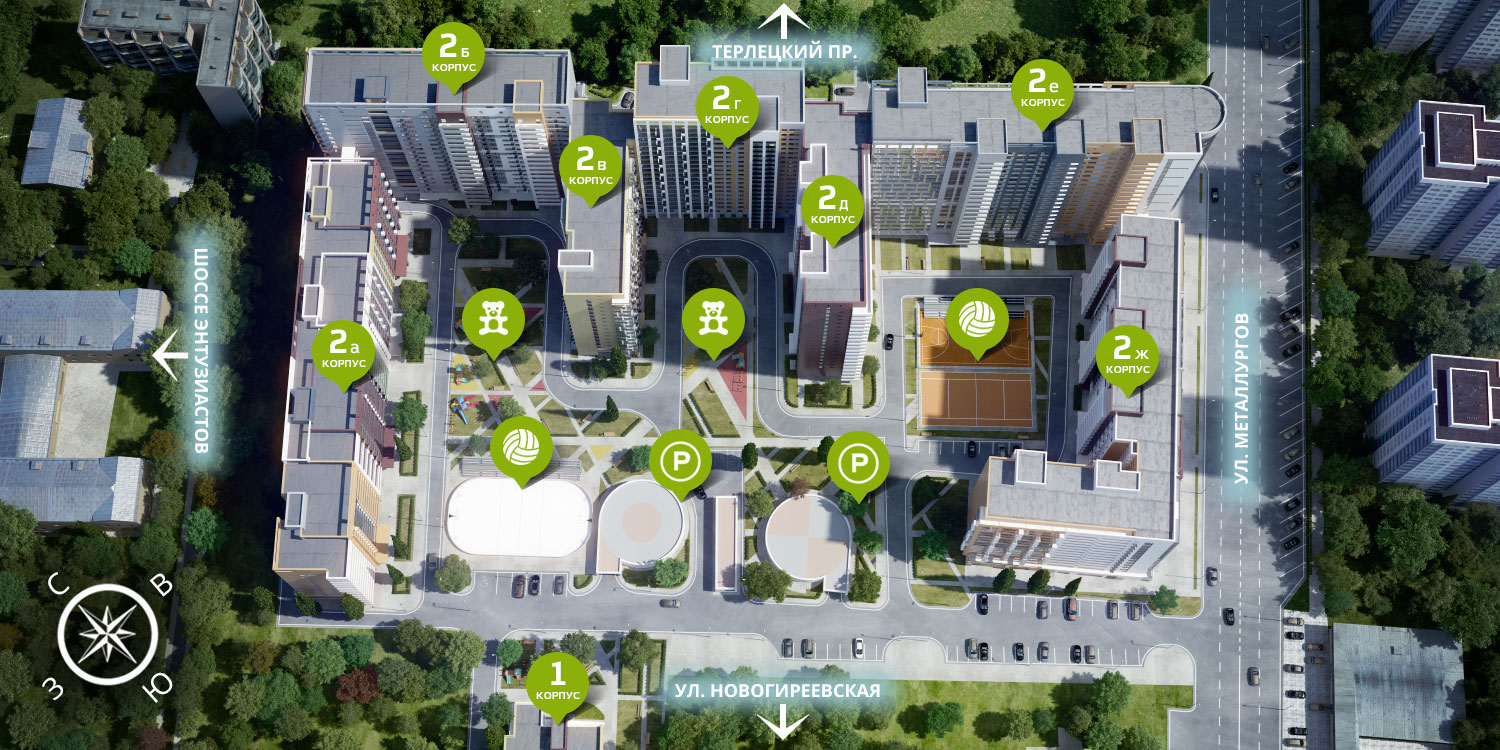 ТЕРЛЕЦКИЙ ПР.
2Б
КОРПУС
2е
КОРПУС
2г
КОРПУС
2В
КОРПУС
2Д
КОРПУС
ШОССЕ ЭНТУЗИАСТОВ
2а
КОРПУС
2Ж
КОРПУС
УЛ. МЕТАЛЛУРГОВ
P
P
С
В
З
Ю
1
КОРПУС
УЛ. НОВОГИРЕЕВСКАЯ